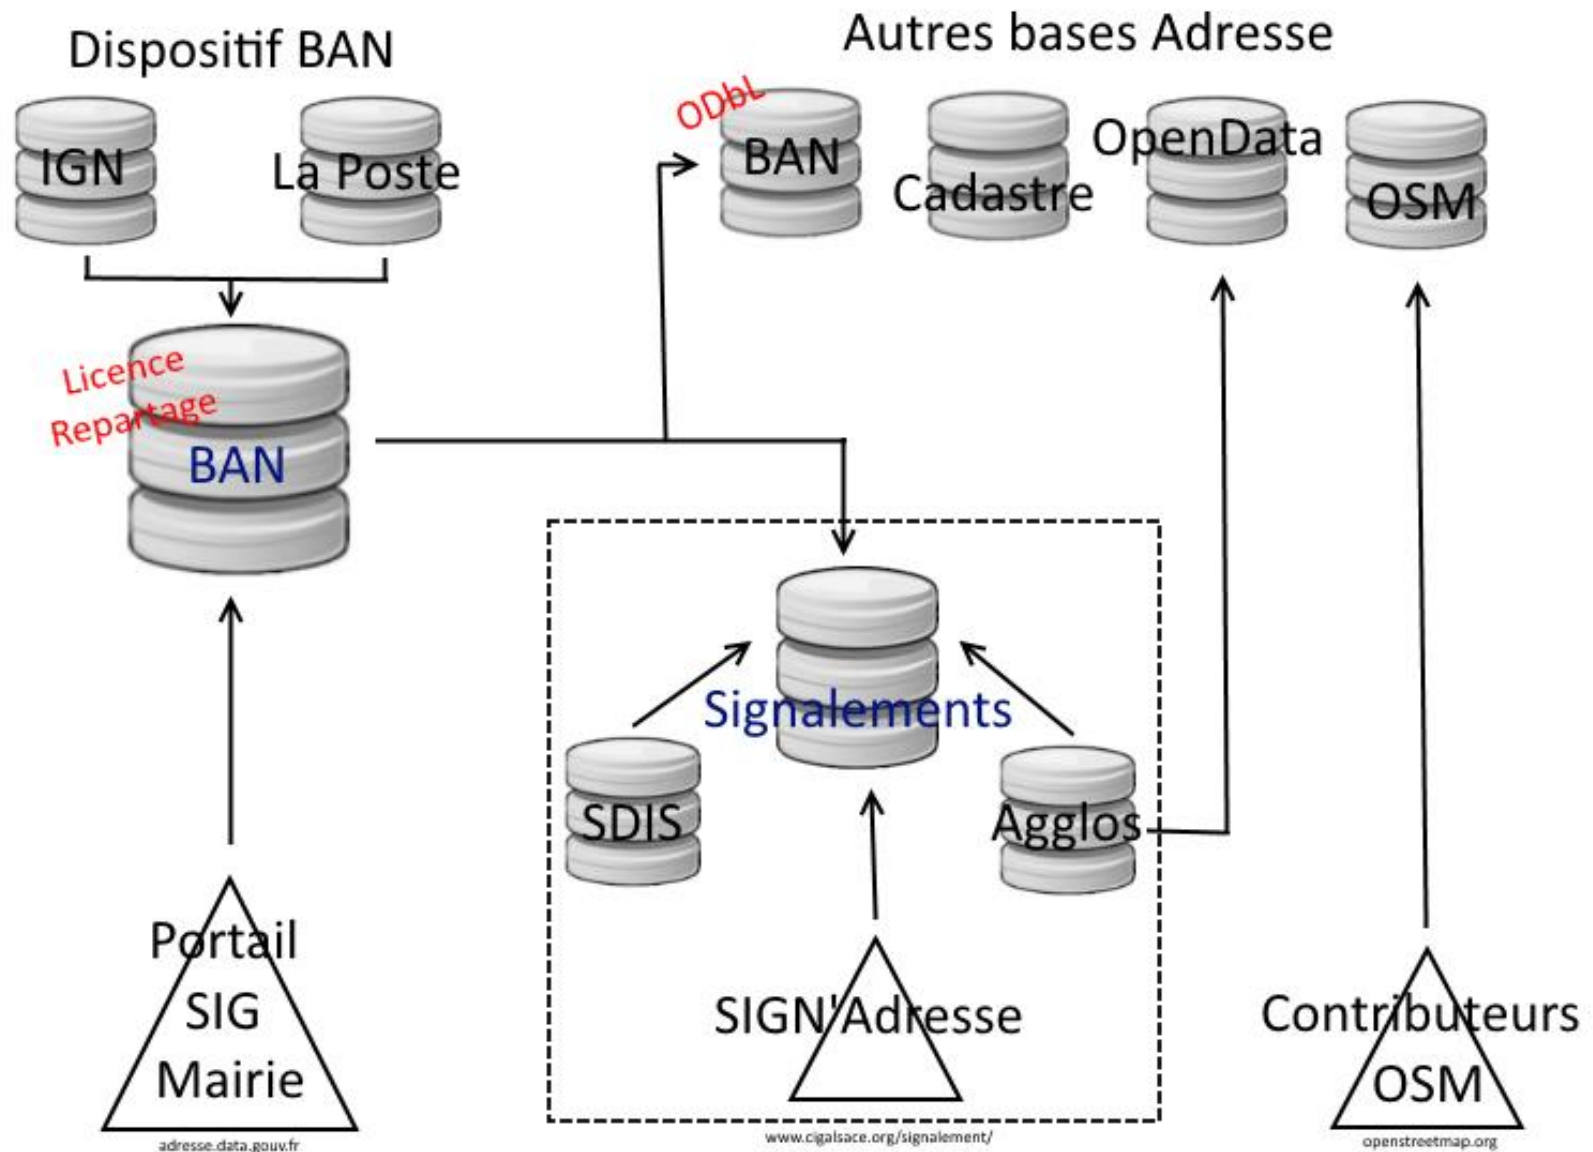 Dispositif BAN
Autres bases Adresse
IGN
La Poste
ODbL
BAN
Cadastre
OpenData
OSM
Licence
Repartage
BAN
Signalements
SDIS
Agglos
Portail
SIG
Mairie
adresse.data.gouv.fr
SIGN'Adresse
www.cigalsace.org/signalement/
Contributeurs
OSM
openstreetmap.org